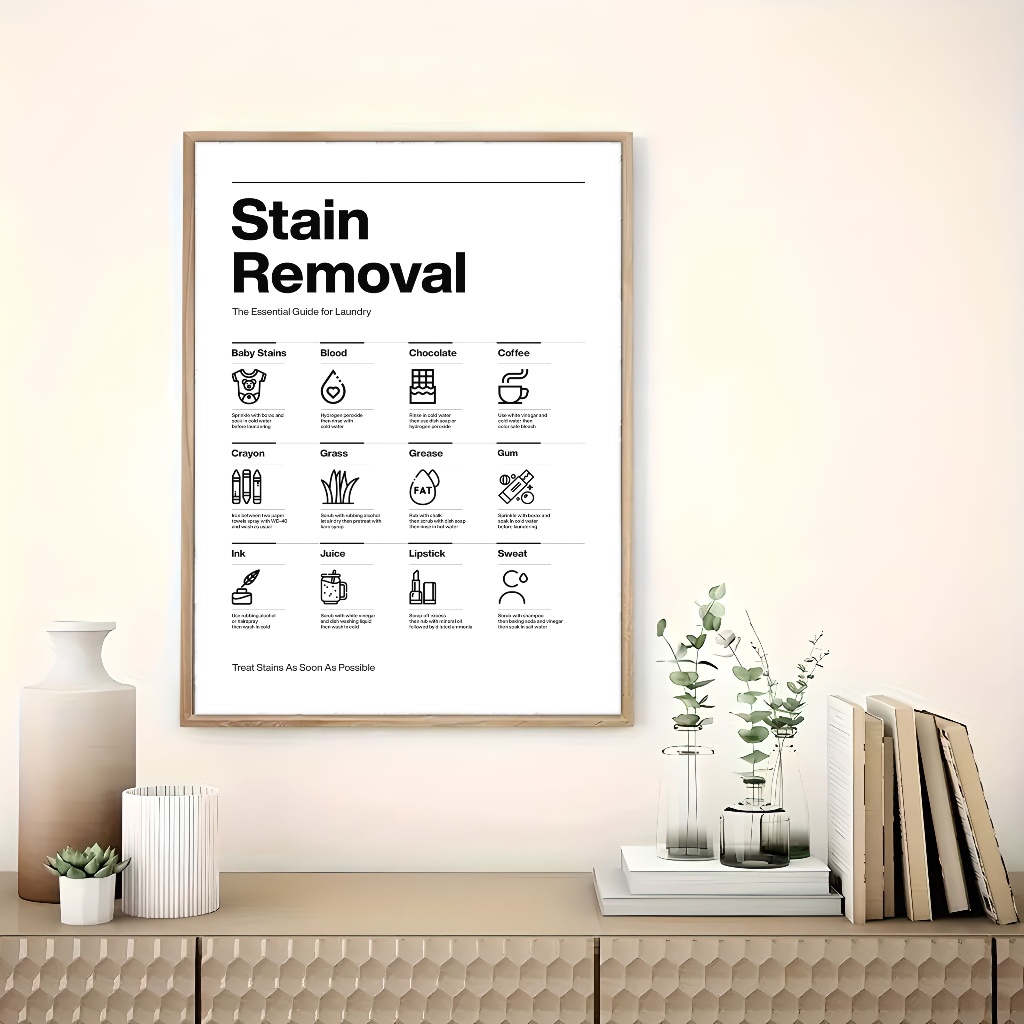 Stain
Removal
The Essential Guide for Laundry
Baby Stains
Sprinkle with borax and
soak in cold water
before laundering
Blood
Hydrogen peroxide
then rinse with
cold water
Chocolate
Rinse in cold water
then use dish soap or
hydrogen peroxide
Coffee
Use white vinegar and
cold water then
color safe bleach
Crayon
Iron between two paper
towels spray with WD-40
and wash as usual
Grass
Scrub with rubbing alcohol
let air dry then pretreat with
karo syrup
Grease
FAT
Rub with chalk
then scrub with dish soap
then rinse in hot water
Gum
Sprinkle with borax and
soak in cold water
before laundering
Ink
Use rubbing alcohol
or hairspray
then wash in cold
Juice
Scrub with white vinegar
and dish washing liquid
then wash in cold
Lipstick
Scrap off excess
then rub with mineral oil
followed by diluted ammonia
Sweat
Scrub with shampoo
then baking soda and vinegar
then soak in salt water
Treat Stains As Soon As Possible